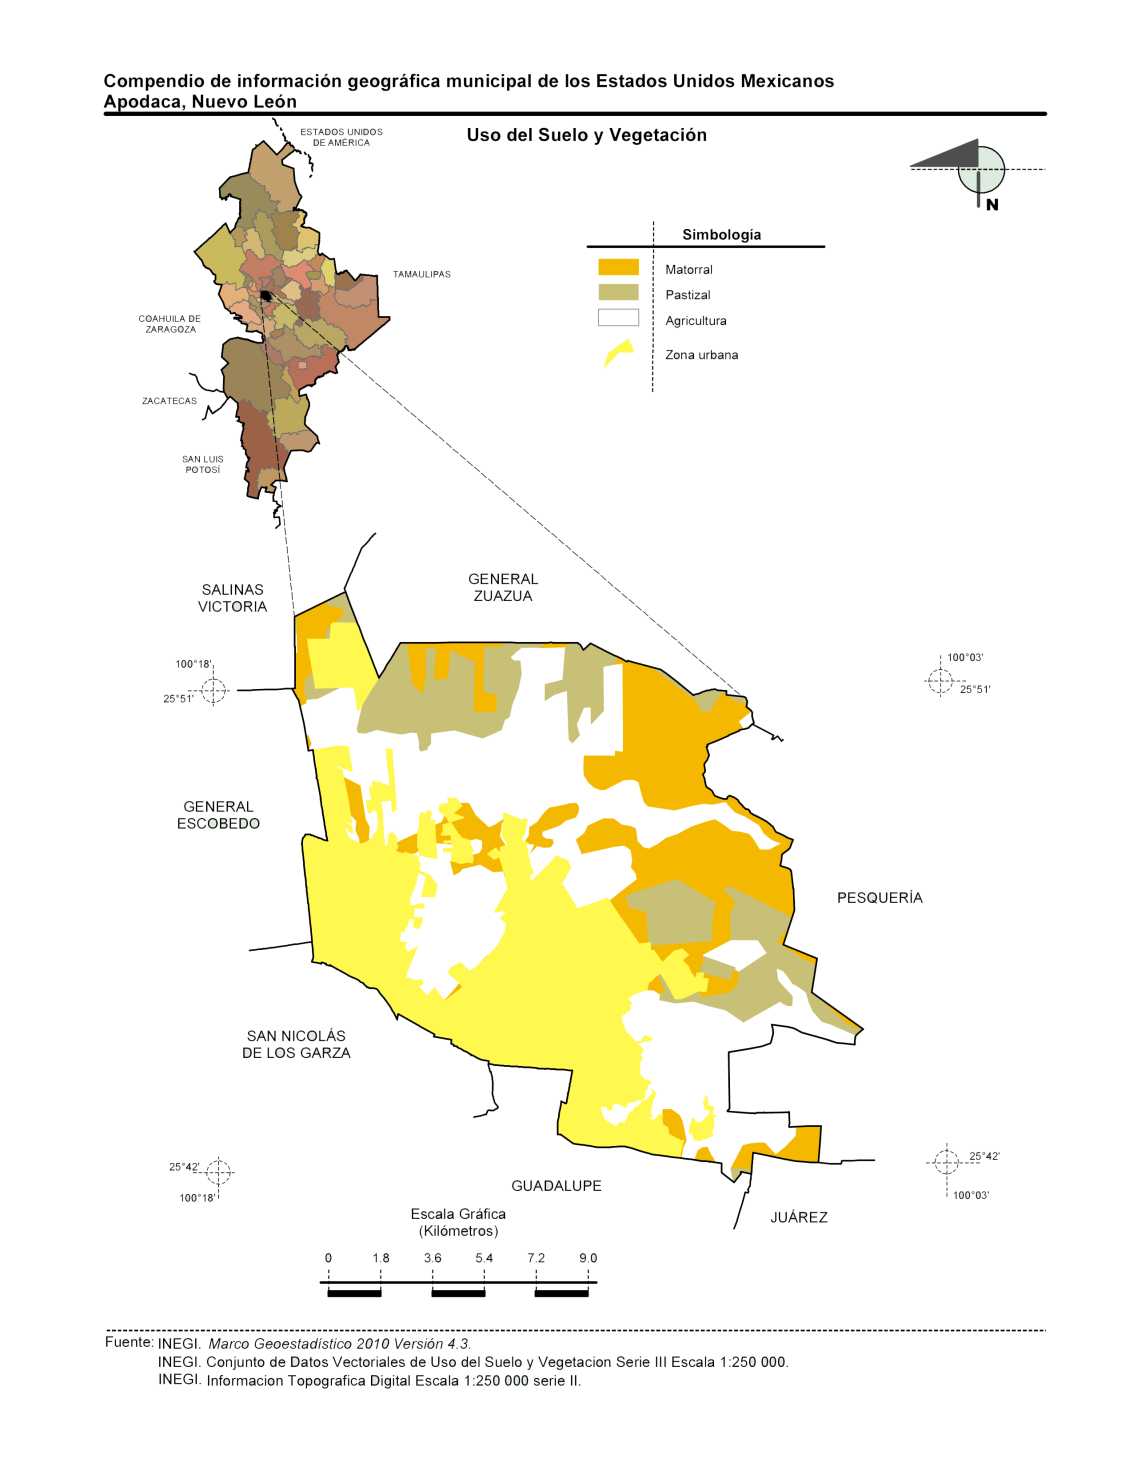 Compendio de información geográfica municipal de los Estados Unidos Mexicanos
Apodaca, Nuevo León
Uso del Suelo y Vegetación
ESTADOS UNIDOS
DE AMÉRICA
N
Simbología
Matorral
Pastizal
Agricultura
Zona urbana
TAMAULIPAS
COAHUILA DE
ZARAGOZA
ZACATECAS
SAN LUIS
POTOSÍ
SALINAS
VICTORIA
GENERAL
ZUAZUA
100°18'
25°51'
100°03'
25°51'
GENERAL
ESCOBEDO
PESQUERÍA
SAN NICOLÁS
DE LOS GARZA
25°42'
100°18'
25°42'
100°03'
GUADALUPE
JUÁREZ
Escala Gráfica
(Kilómetros)
0 1.8 3.6 5.4 7.2 9.0
Fuente: INEGI. Marco Geoestadístico 2010 Versión 4.3.
INEGI. Conjunto de Datos Vectoriales de Uso del Suelo y Vegetacion Serie III Escala 1:250 000.
INEGI. Informacion Topografica Digital Escala 1:250 000 serie II.